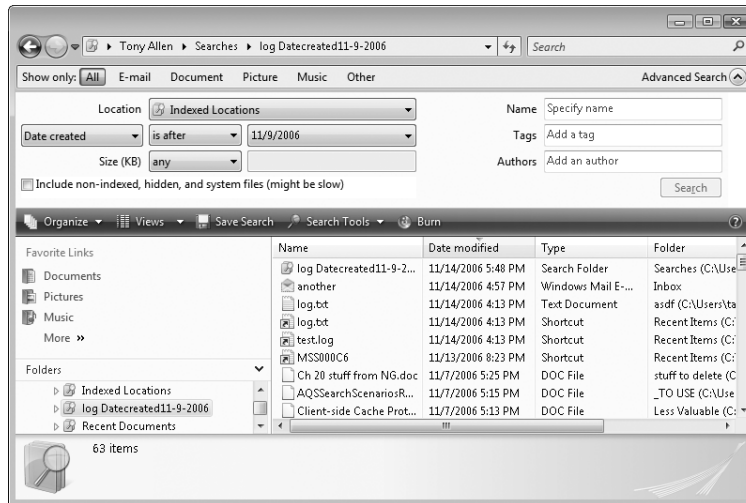 Tony Allen Searches log Datecreated11-9-2006 Search
Show only: All E-mail Document Picture Music Other Advanced Search
Location Indexed Locations Name Specify name
Date created is after 11/9/2006 Tags Add a tag
Size (KB) any Authors Add an author
Include non-indexed, hidden, and system files (might be slow)
Search
Organize Views Save Search Search Tools Burn
Favorite Links
Documents
Pictures
Music
More »
Folders
Indexed Locations
log Datecreated11-9-2006
Recent Documents
Name Date modified Type Folder
log Datecreated11-9-2... 11/14/2006 5:48 PM Search Folder Searches (C:\Use
another 11/14/2006 4:57 PM Windows Mail E-... Inbox
log.txt 11/14/2006 4:13 PM Text Document asdf (C:\Users\ta
log.txt 11/14/2006 4:13 PM Shortcut Recent Items (C:
test.log 11/14/2006 4:13 PM Shortcut Recent Items (C:
MSS000C6 11/13/2006 8:23 PM Shortcut Recent Items (C:
Ch 20 stuff from NG.doc 11/7/2006 5:25 PM DOC File stuff to delete (C
AQSSearchScenariosR... 11/7/2006 5:15 PM DOC File _TO USE (C:\Use
Client-side Cache Prot... 11/7/2006 5:13 PM DOC File Less Valuable (C:
63 items